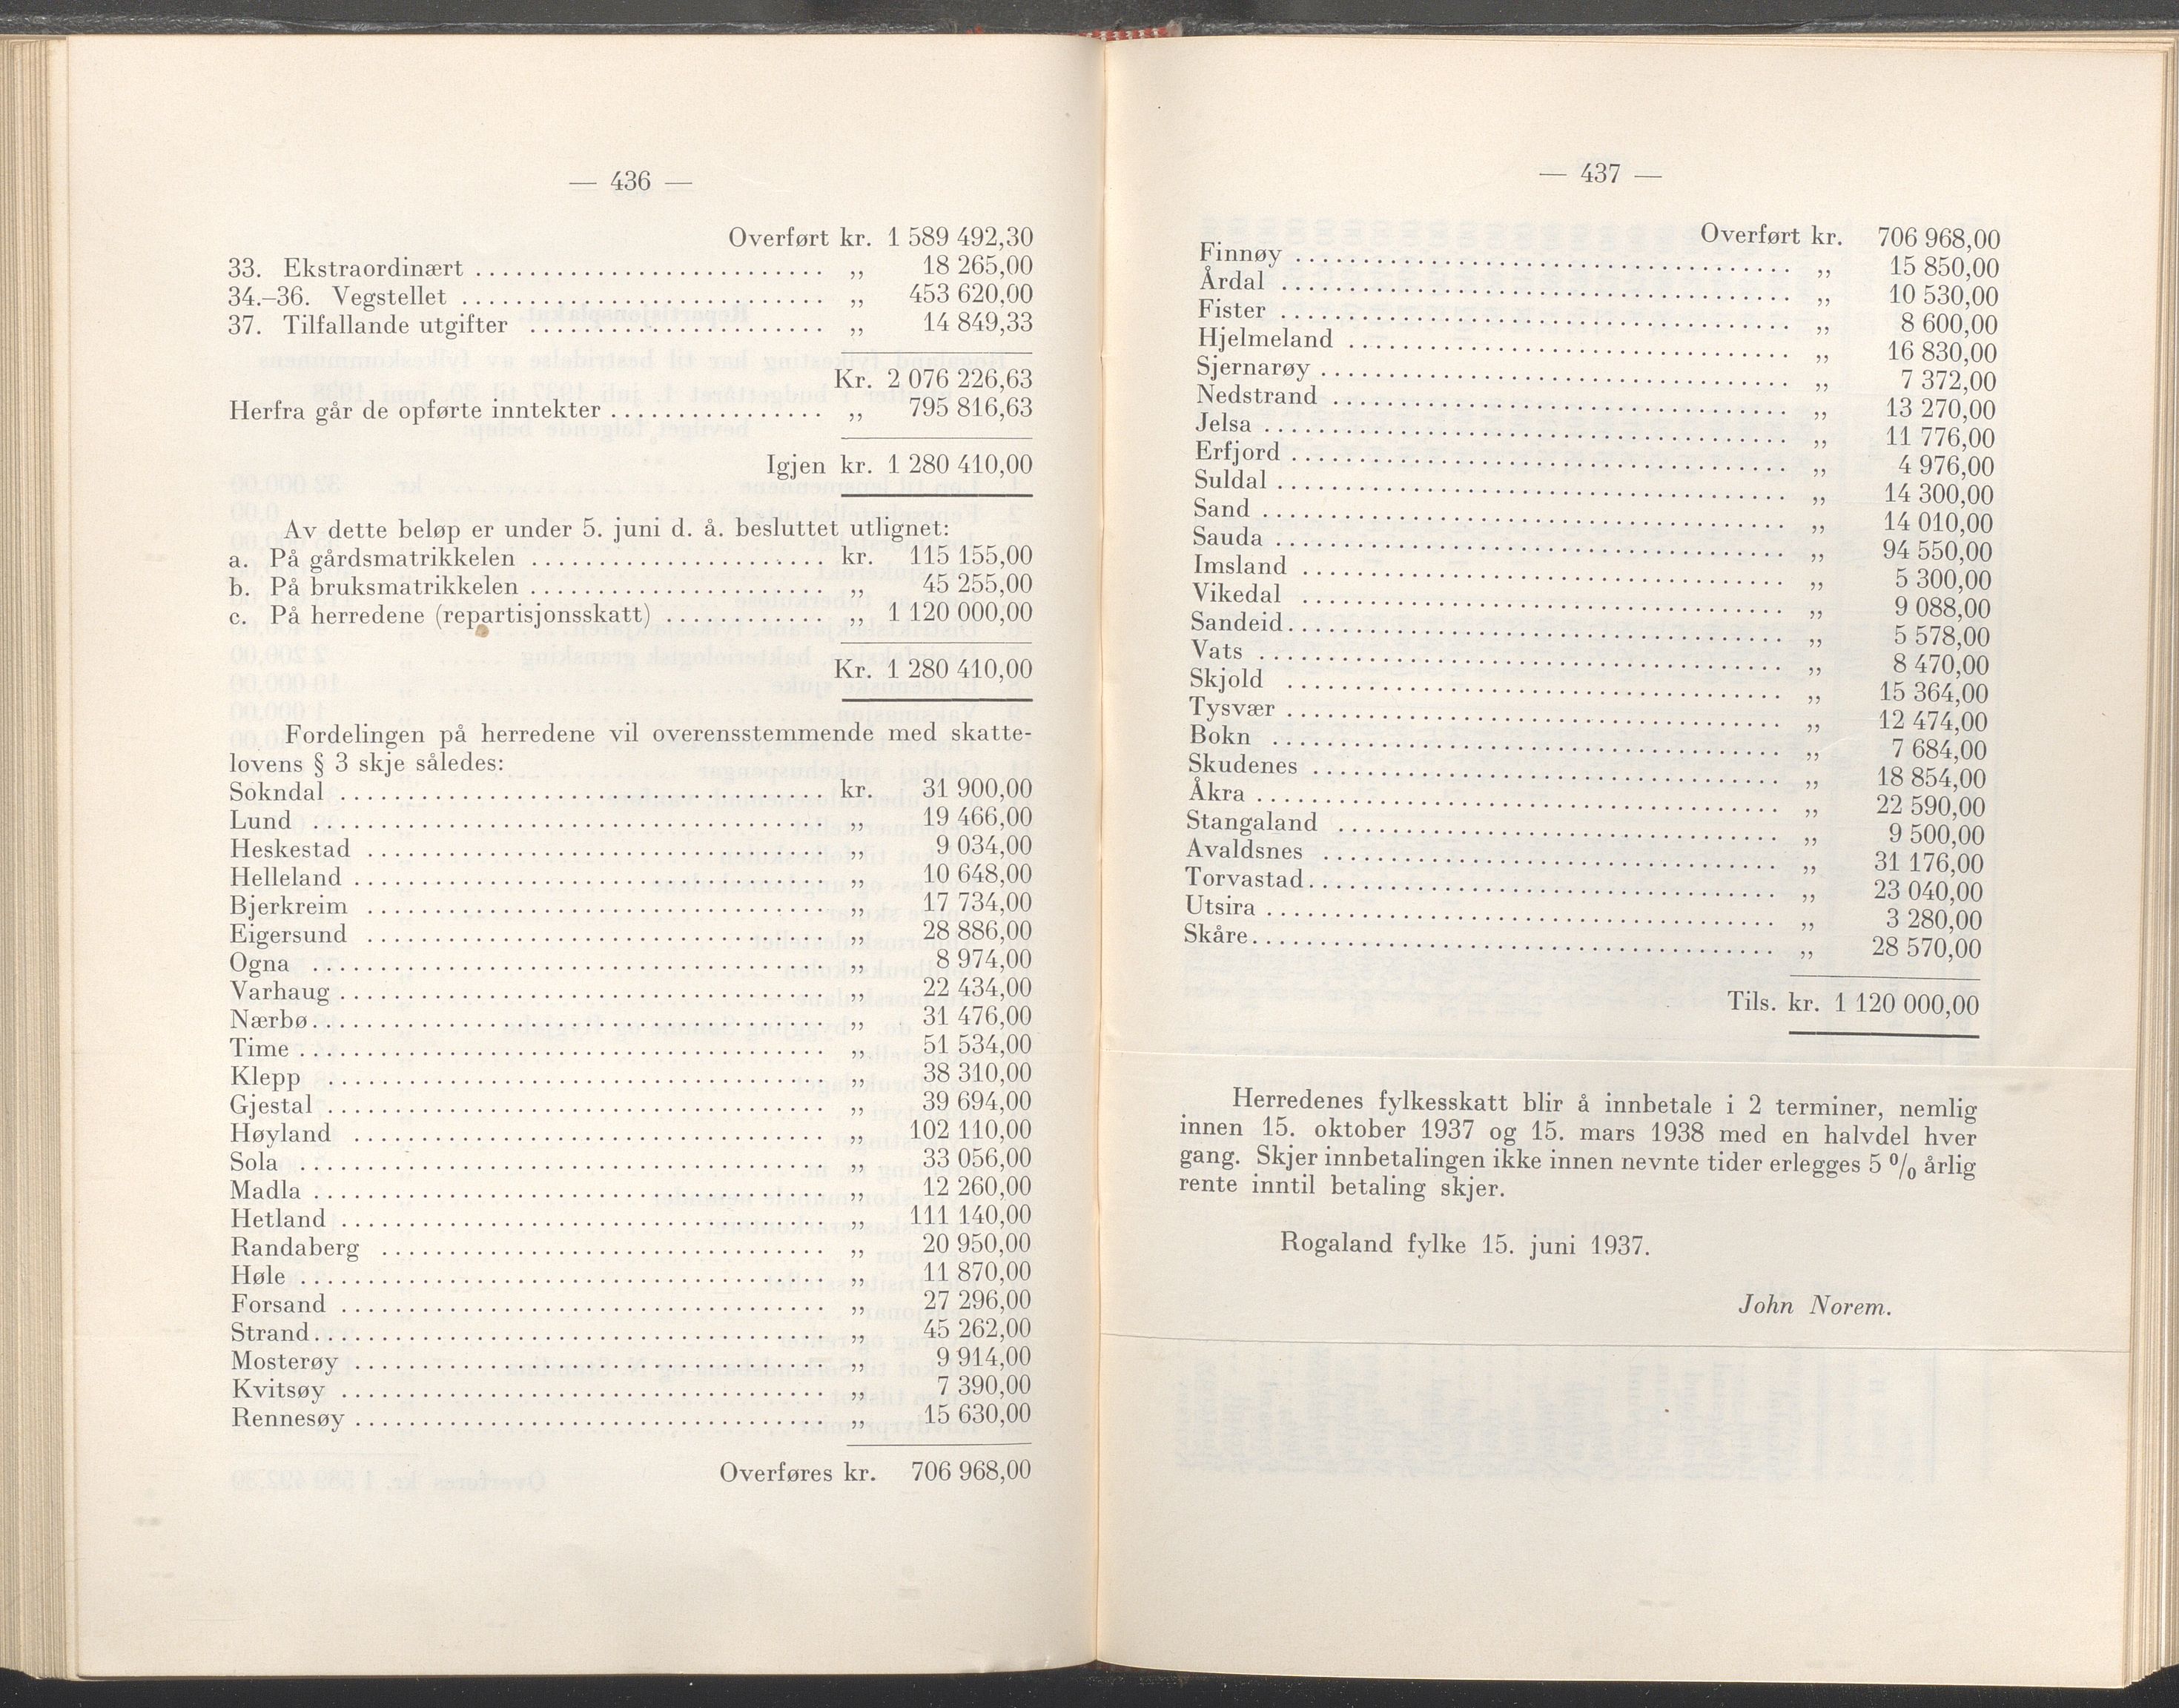 — 436 —
Overført kr. 1 589 492,30
33. Ekstraordinært ........................... ,, 18 265,00
34.–36. Vegstellet ........................... ,, 453 620,00
37. Tilfallande utgifter ...................... ,, 14 849,33
Kr. 2 076 226,63
Herfra går de opførte inntekter ................ ,, 795 816,63
Igjen kr. 1 280 410,00
Av dette beløp er under 5. juni d. å. besluttet utlignet:
a. På gårdsmatrikkelen ...................... kr. 115 155,00
b. På bruksmatrikkelen ...................... ,, 45 255,00
c. På herredene (repartisjonsskatt) ............ ,, 1 120 000,00
Kr. 1 280 410,00
Fordelingen på herredene vil overensstemmende med skatte-
lovens § 3 skje således:
Sokndal .................................... kr. 31 900,00
Lund ...................................... ,, 19 466,00
Heskestad .................................. ,, 9 034,00
Helleland ................................... ,, 10 648,00
Bjerkreim .................................. ,, 17 734,00
Eigersund .................................. ,, 28 886,00
Ogna ...................................... ,, 8 974,00
Varhaug .................................... ,, 22 434,00
Nærbø ...................................... ,, 31 476,00
Time ....................................... ,, 51 534,00
Klepp ..................................... ,, 38 310,00
Gjestal ..................................... ,, 39 694,00
Høyland ................................... ,, 102 110,00
Sola ....................................... ,, 33 056,00
Madla ...................................... ,, 12 260,00
Hetland .................................... ,, 111 140,00
Randaberg ................................. ,, 20 950,00
Høle ....................................... ,, 11 870,00
Forsand .................................... ,, 27 296,00
Strand ...................................... ,, 45 262,00
Mosterøy ................................... ,, 9 914,00
Kvitsøy .................................... ,, 7 390,00
Rennesøy ................................... ,, 15 630,00
Overføres kr. 706 968,00
— 437 —
Overført kr. 706 968,00
Finnøy ..................................... ,, 15 850,00
Årdal ...................................... ,, 10 530,00
Fister ...................................... ,, 8 600,00
Hjelmeland ................................. ,, 16 830,00
Sjernarøy ................................... ,, 7 372,00
Nedstrand .................................. ,, 13 270,00
Jelsa ....................................... ,, 11 776,00
Erfjord ..................................... ,, 4 976,00
Suldal ...................................... ,, 14 300,00
Sand ....................................... ,, 14 010,00
Sauda ...................................... ,, 94 550,00
Imsland .................................... ,, 5 300,00
Vikedal .................................... ,, 9 088,00
Sandeid ..................................... ,, 5 578,00
Vats ....................................... ,, 8 470,00
Skjold ..................................... ,, 15 364,00
Tysvær ..................................... ,, 12 474,00
Bokn ...................................... ,, 7 684,00
Skudenes ................................... ,, 18 854,00
Åkra ....................................... ,, 22 590,00
Stangaland ................................. ,, 9 500,00
Avaldsnes .................................. ,, 31 176,00
Torvastad ................................... ,, 23 040,00
Utsira ...................................... ,, 3 280,00
Skåre ....................................... ,, 28 570,00
Tils. kr. 1 120 000,00
Herredenes fylkesskatt blir å innbetale i 2 terminer, nemlig
innen 15. oktober 1937 og 15. mars 1938 med en halvdel hver
gang. Skjer innbetalingen ikke innen nevnte tider erlegges 5 % årlig
rente inntil betaling skjer.
Rogaland fylke 15. juni 1937.
John Norem.